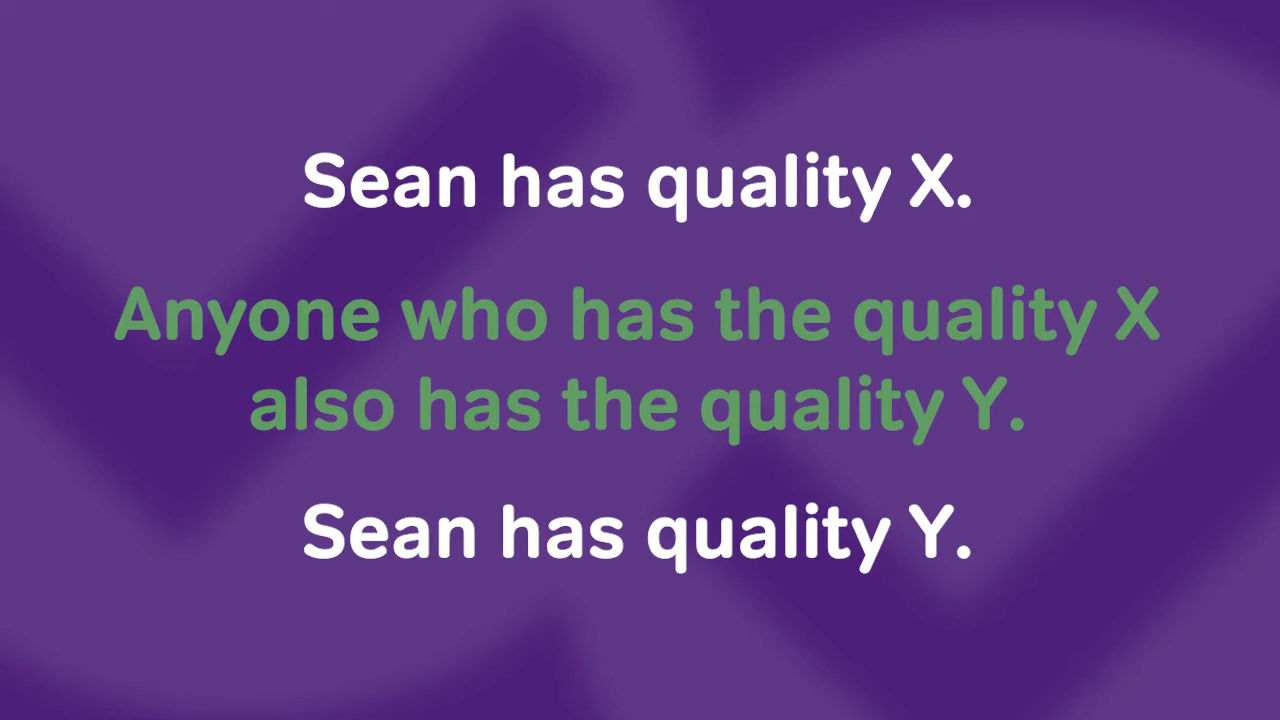 Sean has quality X.
Anyone who has the quality X
also has the quality Y.
Sean has quality Y.